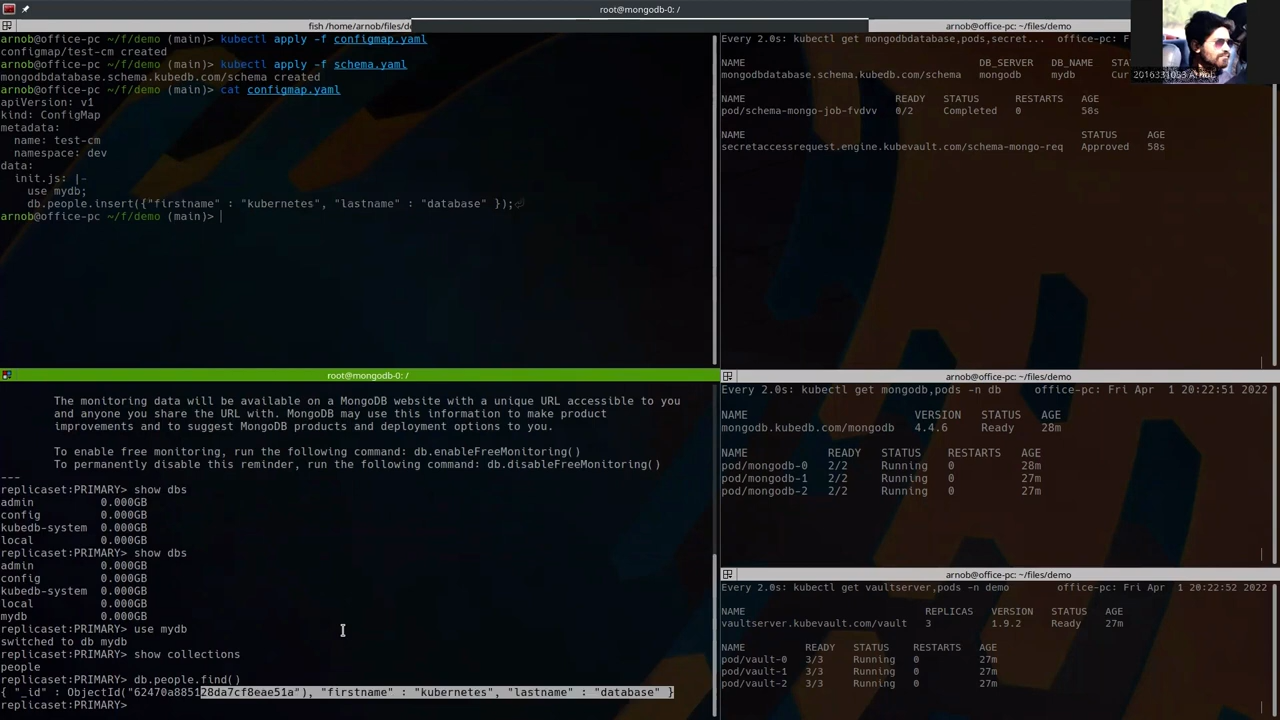 root@mongodb-0: /
fish /home/arnob/files/de
arnob@office-pc ~/f/demo (main)> kubectl apply -f configmap.yaml
configmap/test-cm created
arnob@office-pc ~/f/demo (main)> kubectl apply -f schema.yaml
mongodbdatabase.schema.kubedb.com/schema created
arnob@office-pc ~/f/demo (main)> cat configmap.yaml
apiVersion: v1
kind: ConfigMap
metadata:
  name: test-cm
  namespace: dev
data:
  init.js: |-
    use mydb;
    db.people.insert({"firstname" : "kubernetes", "lastname" : "database" });⏎
arnob@office-pc ~/f/demo (main)>
arnob@office-pc: ~/files/demo
Every 2.0s: kubectl get mongodbdatabase,pods,secret... office-pc: F
NAME DB_SERVER DB_NAME STA
mongodbdatabase.schema.kubedb.com/schema mongodb mydb Cur
NAME READY STATUS RESTARTS AGE
pod/schema-mongo-job-fvdvv 0/2 Completed 0 58s
NAME STATUS AGE
secretaccessrequest.engine.kubevault.com/schema-mongo-req Approved 58s
2016331053 Arnob
root@mongodb-0: /
The monitoring data will be available on a MongoDB website with a unique URL accessible to you
and anyone you share the URL with. MongoDB may use this information to make product
improvements and to suggest MongoDB products and deployment options to you.
To enable free monitoring, run the following command: db.enableFreeMonitoring()
To permanently disable this reminder, run the following command: db.disableFreeMonitoring()
---
replicaset:PRIMARY> show dbs
admin 0.000GB
config 0.000GB
kubedb-system 0.000GB
local 0.000GB
replicaset:PRIMARY> show dbs
admin 0.000GB
config 0.000GB
kubedb-system 0.000GB
local 0.000GB
mydb 0.000GB
replicaset:PRIMARY> use mydb
switched to db mydb
replicaset:PRIMARY> show collections
people
replicaset:PRIMARY> db.people.find()
{ "_id" : ObjectId("62470a885128da7cf8eae51a"), "firstname" : "kubernetes", "lastname" : "database" }
replicaset:PRIMARY>
arnob@office-pc: ~/files/demo
Every 2.0s: kubectl get mongodb,pods -n db office-pc: Fri Apr 1 20:22:51 2022
NAME VERSION STATUS AGE
mongodb.kubedb.com/mongodb 4.4.6 Ready 28m
NAME READY STATUS RESTARTS AGE
pod/mongodb-0 2/2 Running 0 28m
pod/mongodb-1 2/2 Running 0 27m
pod/mongodb-2 2/2 Running 0 27m
arnob@office-pc: ~/files/demo
Every 2.0s: kubectl get vaultserver,pods -n demo office-pc: Fri Apr 1 20:22:52 2022
NAME REPLICAS VERSION STATUS AGE
vaultserver.kubevault.com/vault 3 1.9.2 Ready 27m
NAME READY STATUS RESTARTS AGE
pod/vault-0 3/3 Running 0 27m
pod/vault-1 3/3 Running 0 27m
pod/vault-2 3/3 Running 0 27m